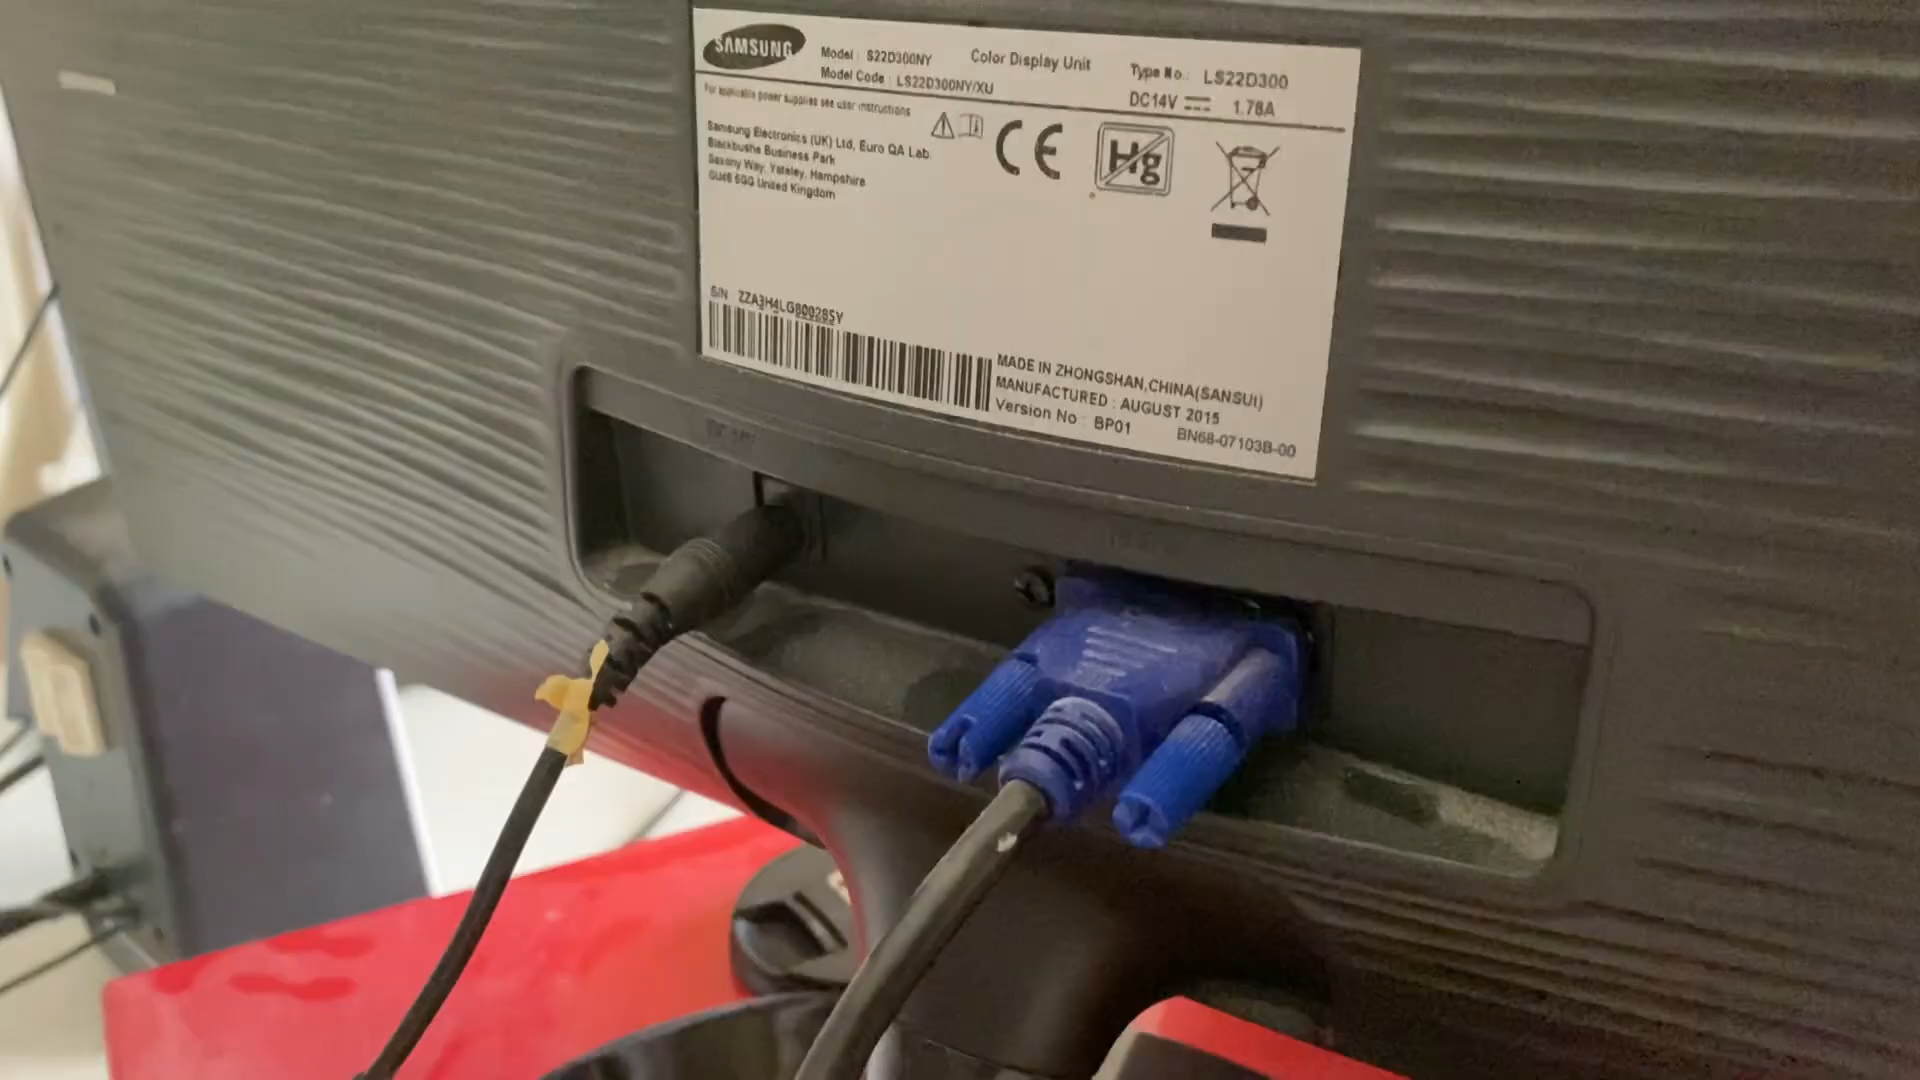 SAMSUNG
Model : S22D300NY
Color Display Unit
Type No.: LS22D300
Model Code : LS22D300NY/XU
DC14V 1.78A
For applicable power supplies see user instructions
Samsung Electronics (UK) Ltd, Euro QA Lab.
Blackbushe Business Park
Saxony Way, Yateley, Hampshire
GU46 6GG United Kingdom
CE
Hg
S/N ZZA3H4LG800285Y
MADE IN ZHONGSHAN,CHINA(SANSUI)
MANUFACTURED : AUGUST 2015
Version No : BP01
BN68-07103B-00